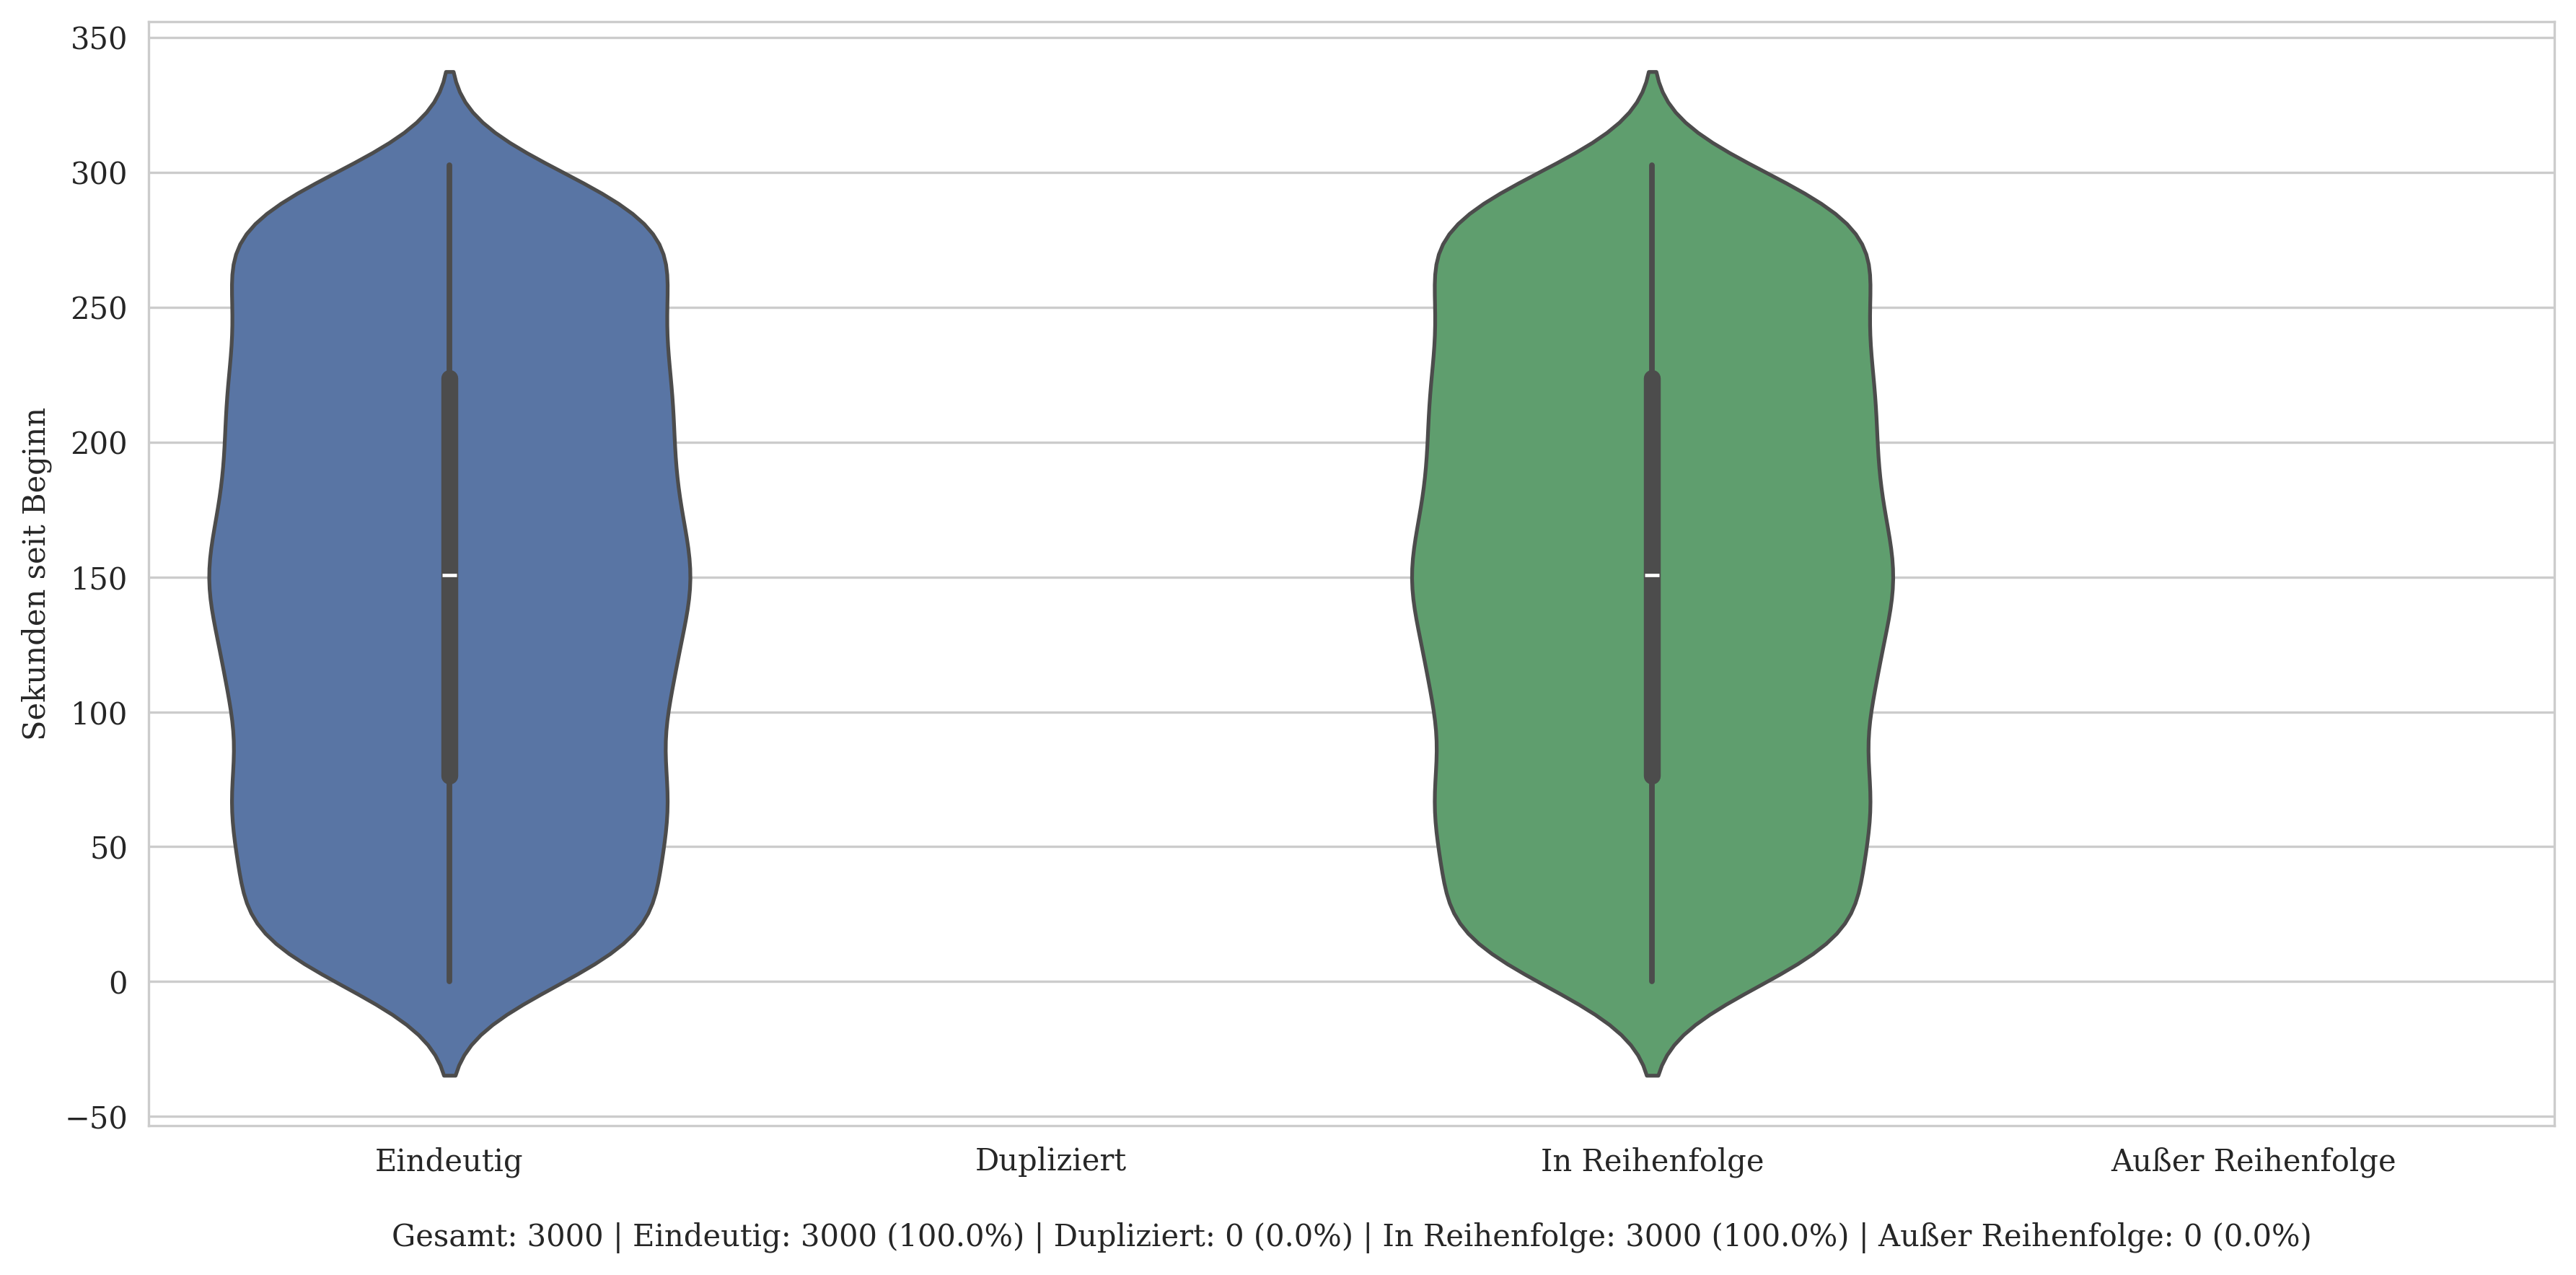 350
300
250
200
150
100
50
0
−50
Sekunden seit Beginn
Eindeutig
Dupliziert
In Reihenfolge
Außer Reihenfolge
Gesamt: 3000 | Eindeutig: 3000 (100.0%) | Dupliziert: 0 (0.0%) | In Reihenfolge: 3000 (100.0%) | Außer Reihenfolge: 0 (0.0%)